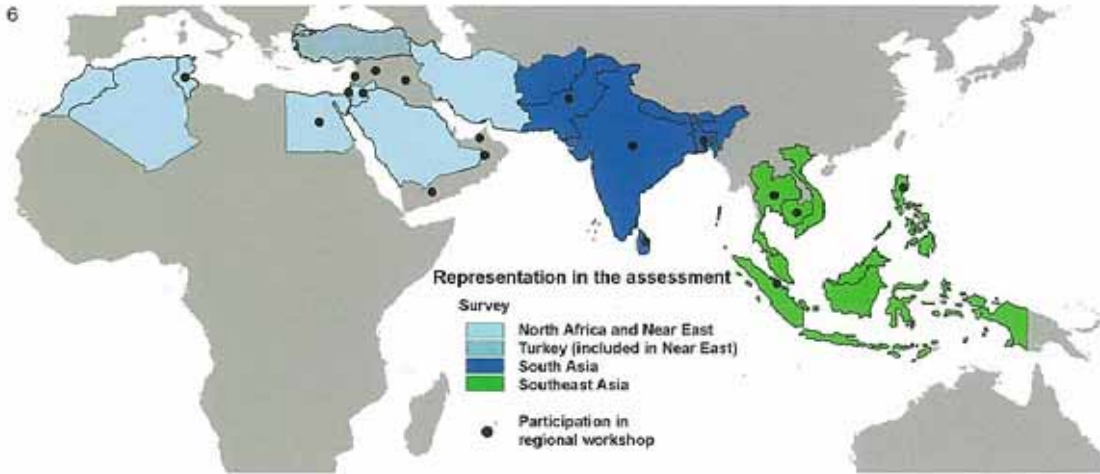 6
Representation in the assessment
Survey
North Africa and Near East
Turkey (included in Near East)
South Asia
Southeast Asia
Participation in
regional workshop